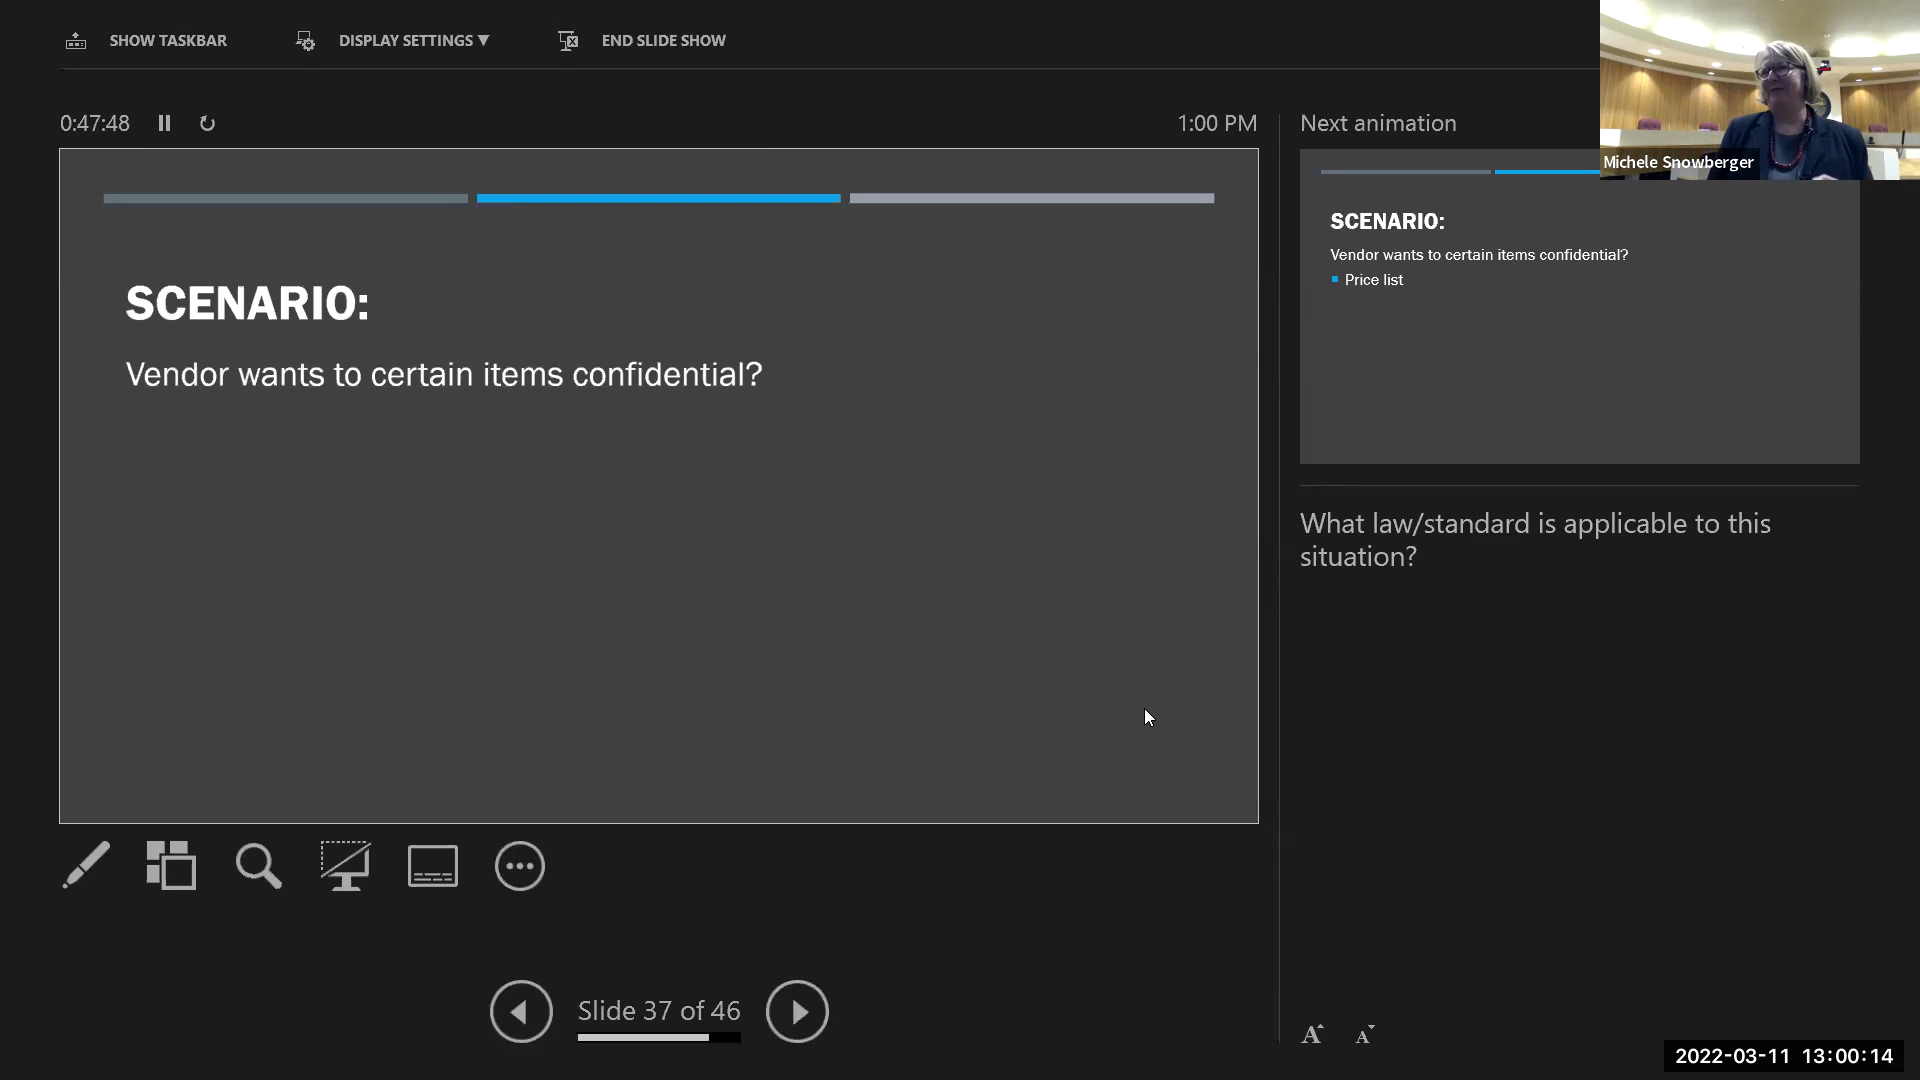 SHOW TASKBAR
DISPLAY SETTINGS ▼
END SLIDE SHOW
0:47:48
1:00 PM
Next animation
Michele Snowberger
SCENARIO:
Vendor wants to certain items confidential?
SCENARIO:
Vendor wants to certain items confidential?
Price list
What law/standard is applicable to this
situation?
Slide 37 of 46
A A
2022-03-11 13:00:14